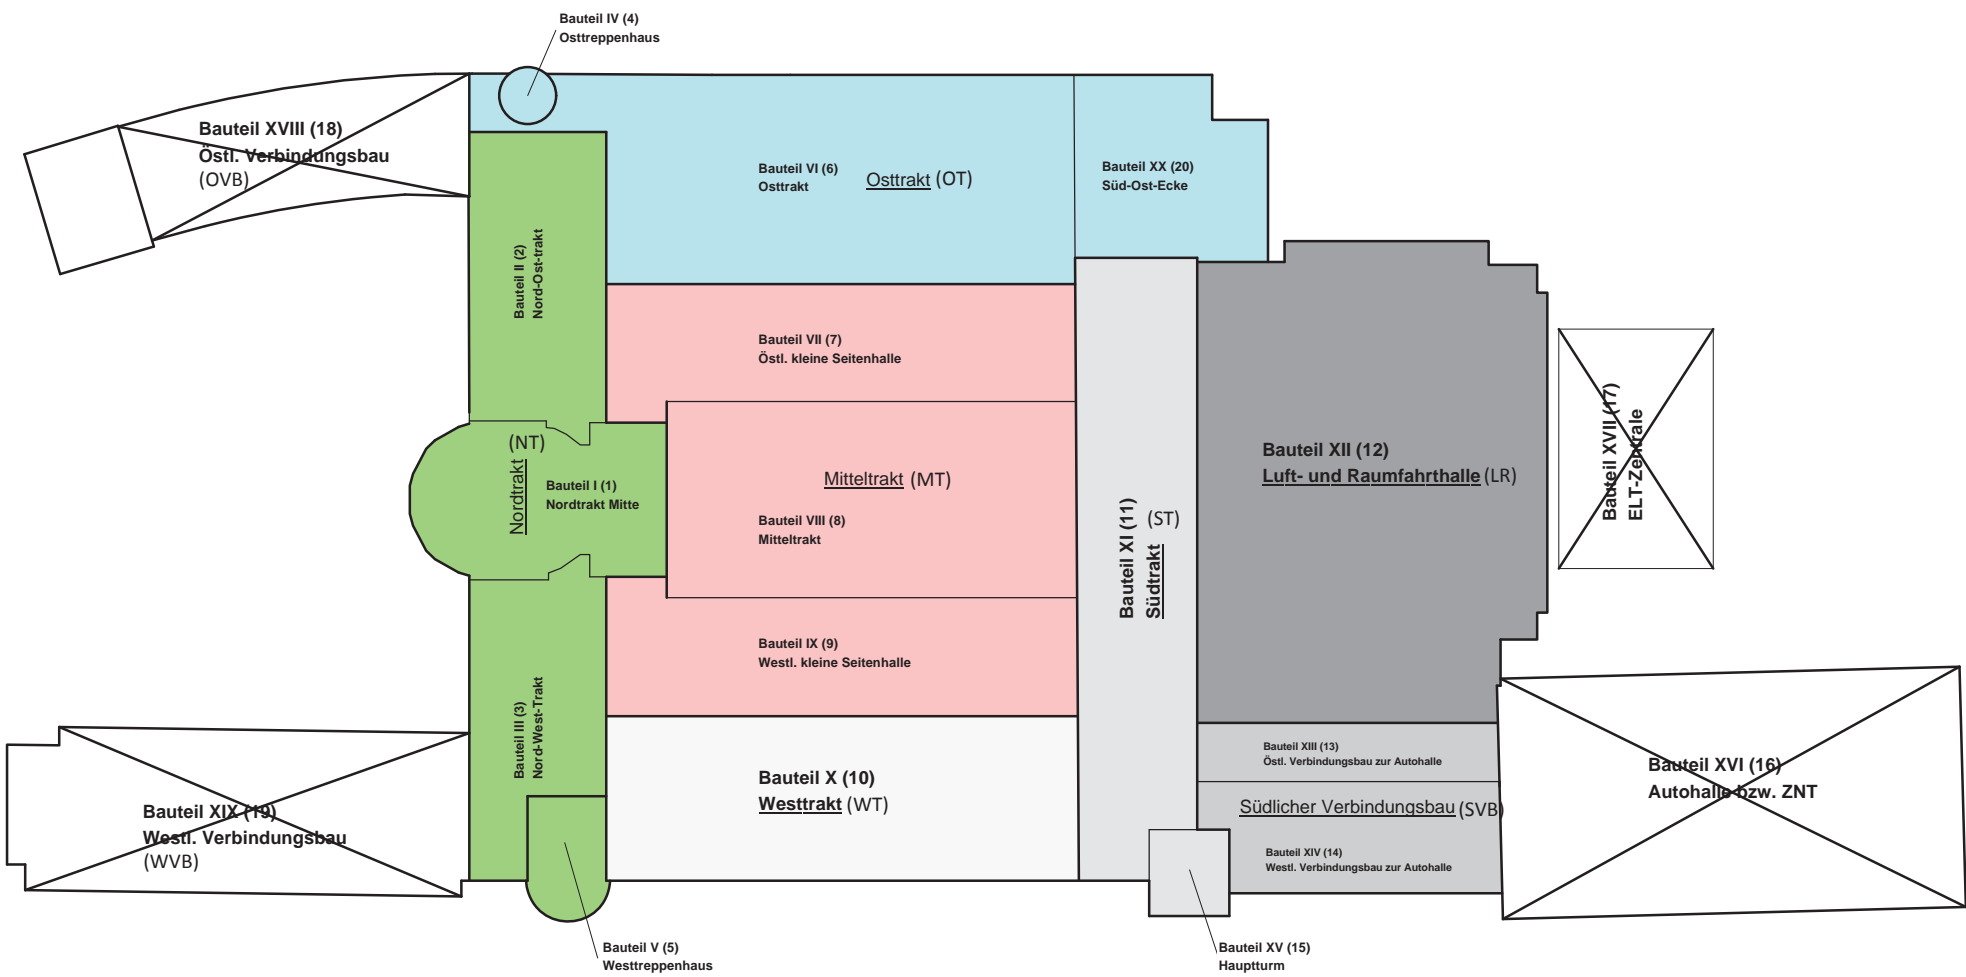 Bauteil IV (4)
Osttreppenhaus
Bauteil XVIII (18)
Östl. Verbindungsbau
(OVB)
Bauteil VI (6)
Osttrakt
Osttrakt (OT)
Bauteil XX (20)
Süd-Ost-Ecke
Bauteil II (2)
Nord-Ost-trakt
Bauteil VII (7)
Östl. kleine Seitenhalle
(NT)
Nordtrakt
Bauteil I (1)
Nordtrakt Mitte
Mitteltrakt (MT)
Bauteil VIII (8)
Mitteltrakt
Bauteil XI (11)
Südtrakt
(ST)
Bauteil XII (12)
Luft- und Raumfahrthalle (LR)
Bauteil XVII (17)
ELT-Zentrale
Bauteil IX (9)
Westl. kleine Seitenhalle
Bauteil III (3)
Nord-West-Trakt
Bauteil X (10)
Westtrakt (WT)
Bauteil XIII (13)
Östl. Verbindungsbau zur Autohalle
Südlicher Verbindungsbau (SVB)
Bauteil XIV (14)
Westl. Verbindungsbau zur Autohalle
Bauteil XVI (16)
Autohalle bzw. ZNT
Bauteil XIX (19)
Westl. Verbindungsbau
(WVB)
Bauteil V (5)
Westtreppenhaus
Bauteil XV (15)
Hauptturm